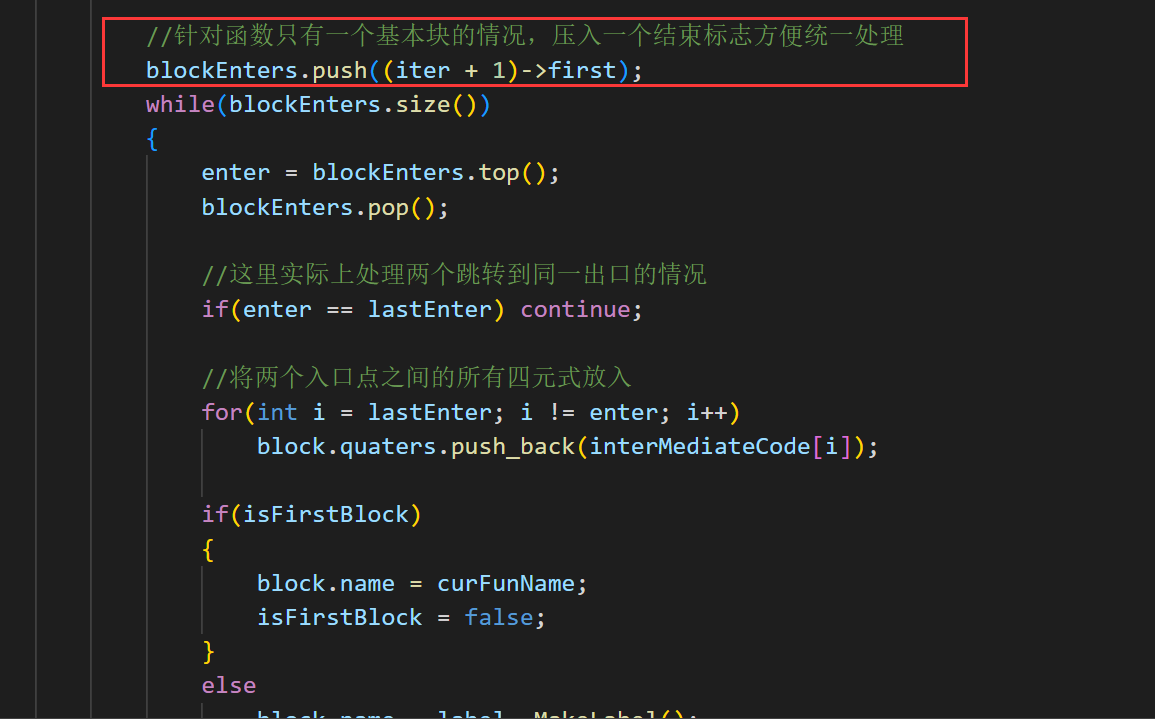 //针对函数只有一个基本块的情况，压入一个结束标志方便统一处理
blockEnters.push((iter + 1)->first);
while(blockEnters.size())
{
enter = blockEnters.top();
blockEnters.pop();
//这里实际上处理两个跳转到同一出口的情况
if(enter == lastEnter) continue;
//将两个入口点之间的所有四元式放入
for(int i = lastEnter; i != enter; i++)
block.quaters.push_back(interMediateCode[i]);
if(isFirstBlock)
{
block.name = curFunName;
isFirstBlock = false;
}
else